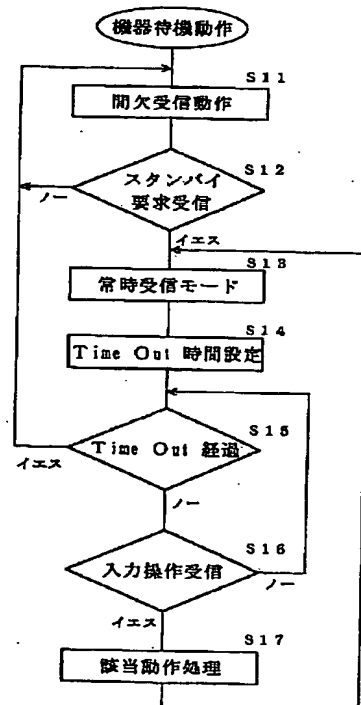 機器待機動作
S11
間欠受信動作
S12
スタンバイ
要求受信
ノー
イエス
S13
常時受信モード
S14
Time Out 時間設定
S15
Time Out 経過
イエス
ノー
S16
入力操作受信
ノー
イエス
S17
該当動作処理